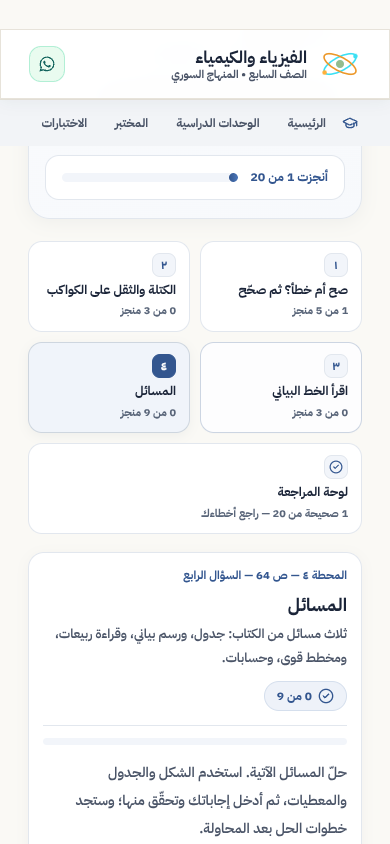 الفيزياء والكيمياء
الصف السابع • المنهاج السوري
الرئيسية
الوحدات الدراسية
المختبر
الاختبارات
أنجزت 1 من 20
١
صح أم خطأ؟ ثم صحّح
1 من 5 منجز
٢
الكتلة والثقل على الكواكب
0 من 3 منجز
٣
اقرأ الخط البياني
0 من 3 منجز
٤
المسائل
0 من 9 منجز
لوحة المراجعة
1 صحيحة من 20 — راجع أخطاءك
المحطة ٤ — ص 64 — السؤال الرابع
المسائل
ثلاث مسائل من الكتاب: جدول، ورسم بياني، وقراءة ربيعات،
ومخطط قوى، وحسابات.
0 من 9
حلّ المسائل الآتية. استخدم الشكل والجدول
والمعطيات، ثم أدخل إجاباتك وتحقّق منها؛ وستجد
خطوات الحل بعد المحاولة.